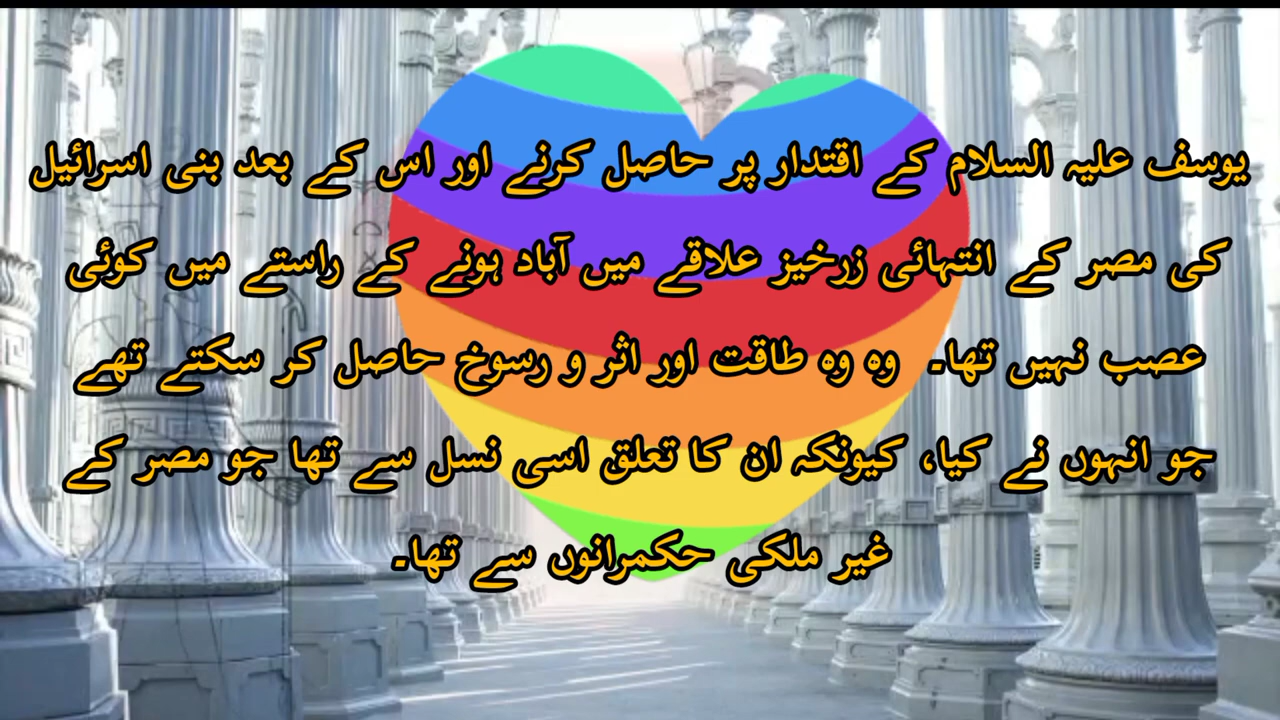 یوسف علیہ السلام کے اقتدار پر حاصل کرنے اور اس کے بعد بنی اسرائیل
کی مصر کے انتہائی زرخیز علاقے میں آباد ہونے کے راستے میں کوئی
عصب نہیں تھا۔ وہ وہ طاقت اور اثر و رسوخ حاصل کر سکتے تھے
جو انہوں نے کیا، کیونکہ ان کا تعلق اسی نسل سے تھا جو مصر کے
غیر ملکی حکمرانوں سے تھا۔